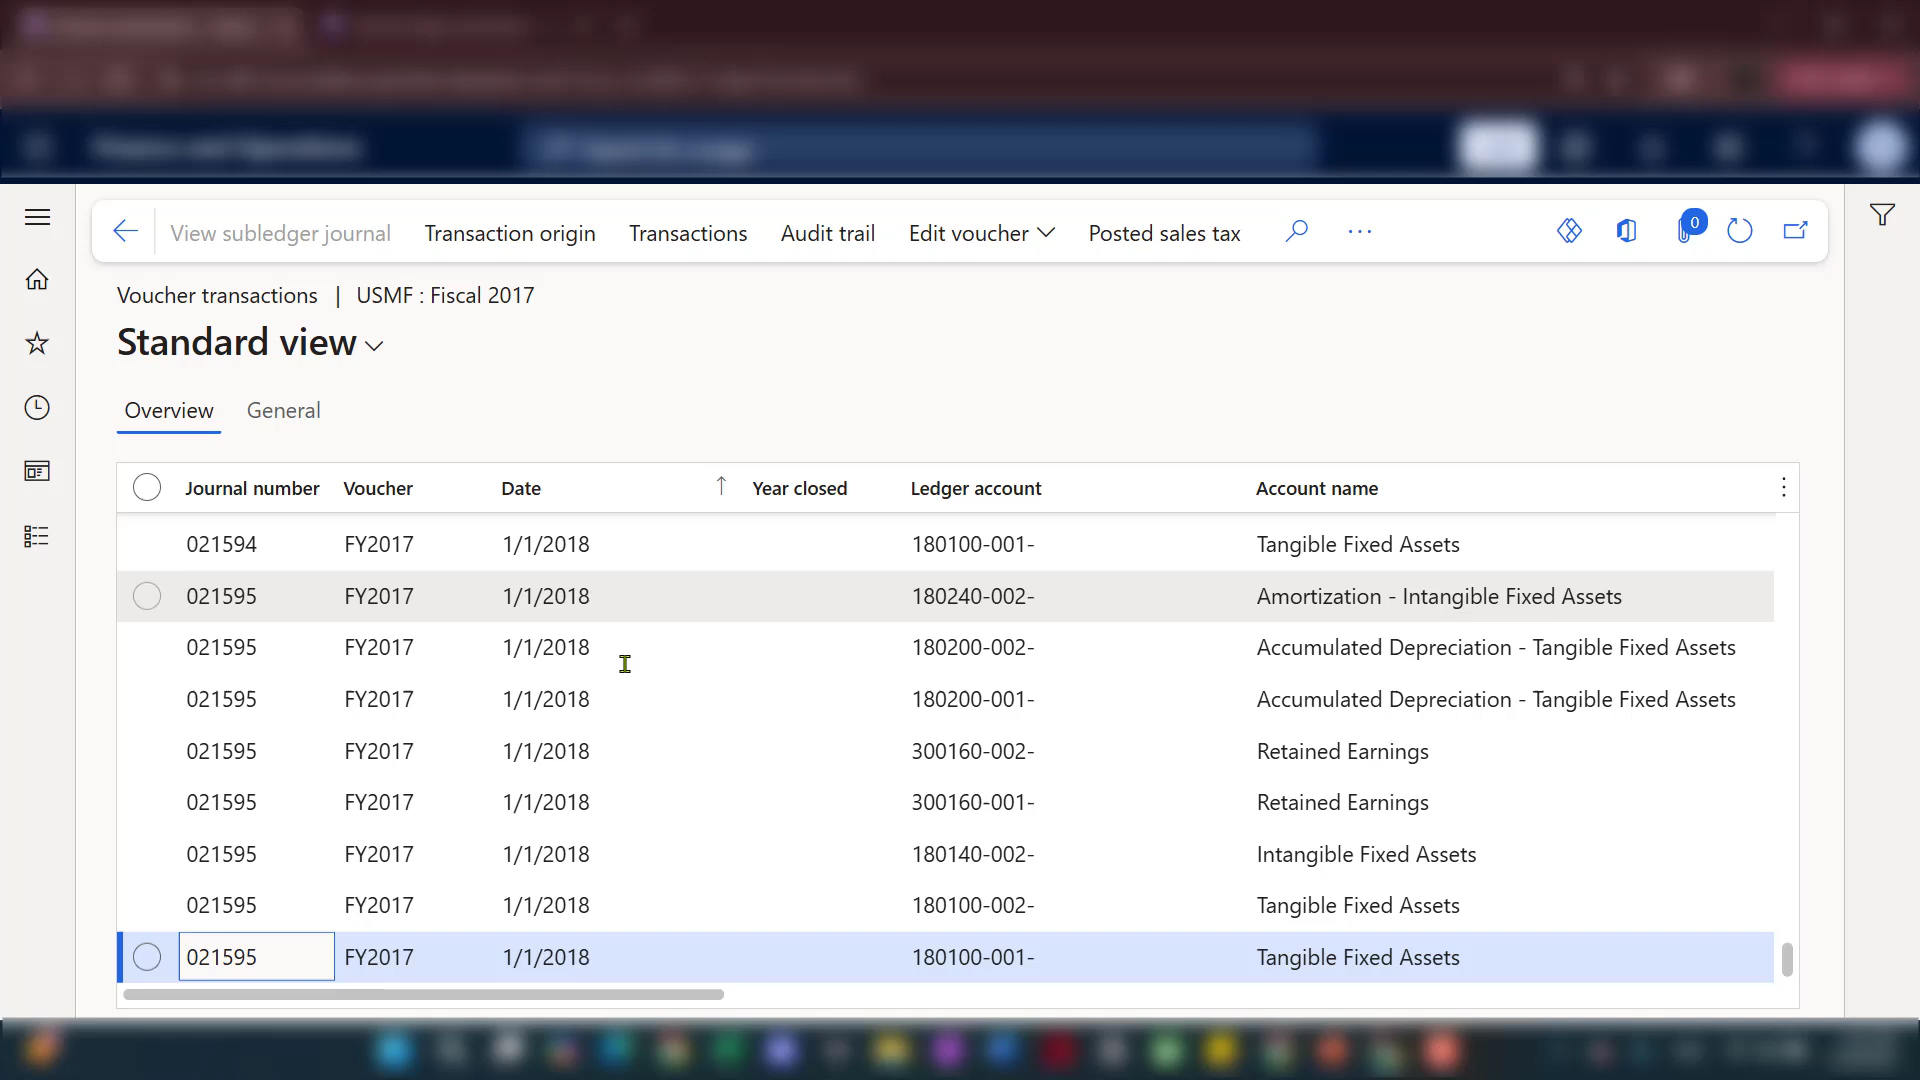 View subledger journal Transaction origin Transactions Audit trail Edit voucher Posted sales tax ... 0
Voucher transactions | USMF : Fiscal 2017
Standard view
Overview General
Journal number Voucher Date Year closed Ledger account Account name
021594 FY2017 1/1/2018 180100-001- Tangible Fixed Assets
021595 FY2017 1/1/2018 180240-002- Amortization - Intangible Fixed Assets
021595 FY2017 1/1/2018 180200-002- Accumulated Depreciation - Tangible Fixed Assets
021595 FY2017 1/1/2018 180200-001- Accumulated Depreciation - Tangible Fixed Assets
021595 FY2017 1/1/2018 300160-002- Retained Earnings
021595 FY2017 1/1/2018 300160-001- Retained Earnings
021595 FY2017 1/1/2018 180140-002- Intangible Fixed Assets
021595 FY2017 1/1/2018 180100-002- Tangible Fixed Assets
021595 FY2017 1/1/2018 180100-001- Tangible Fixed Assets